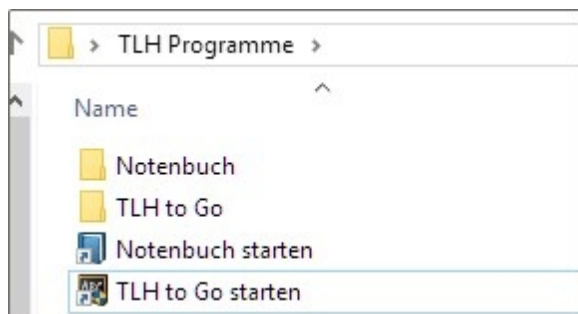 TLH Programme
Name
Notenbuch
TLH to Go
Notenbuch starten
TLH to Go starten